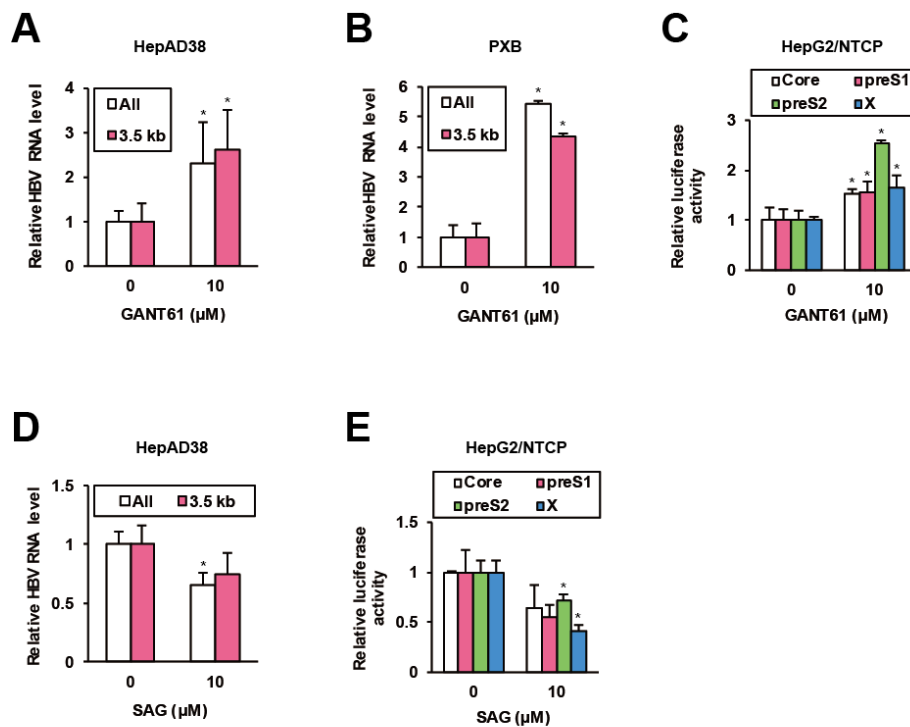 A
HepAD38
Relative HBV RNA level
4
3
2
1
0
All
3.5 kb
* *
0 10
GANT61 (µM)
B
PXB
RelativeHBV RNA level
6
5
4
3
2
1
0
All
3.5 kb
* *
0 10
GANT61 (µM)
C
HepG2/NTCP
Core preS1
preS2 X
Relative luciferase
activity
3
2
1
0
* * * *
0 10
GANT61 (µM)
D
HepAD38
Relative HBV RNA level
1.5
1
0.5
0
All 3.5 kb
*
0 10
SAG (µM)
E
HepG2/NTCP
Core preS1
preS2 X
Relative luciferase
activity
1.5
1
0.5
0
* *
0 10
SAG (µM)